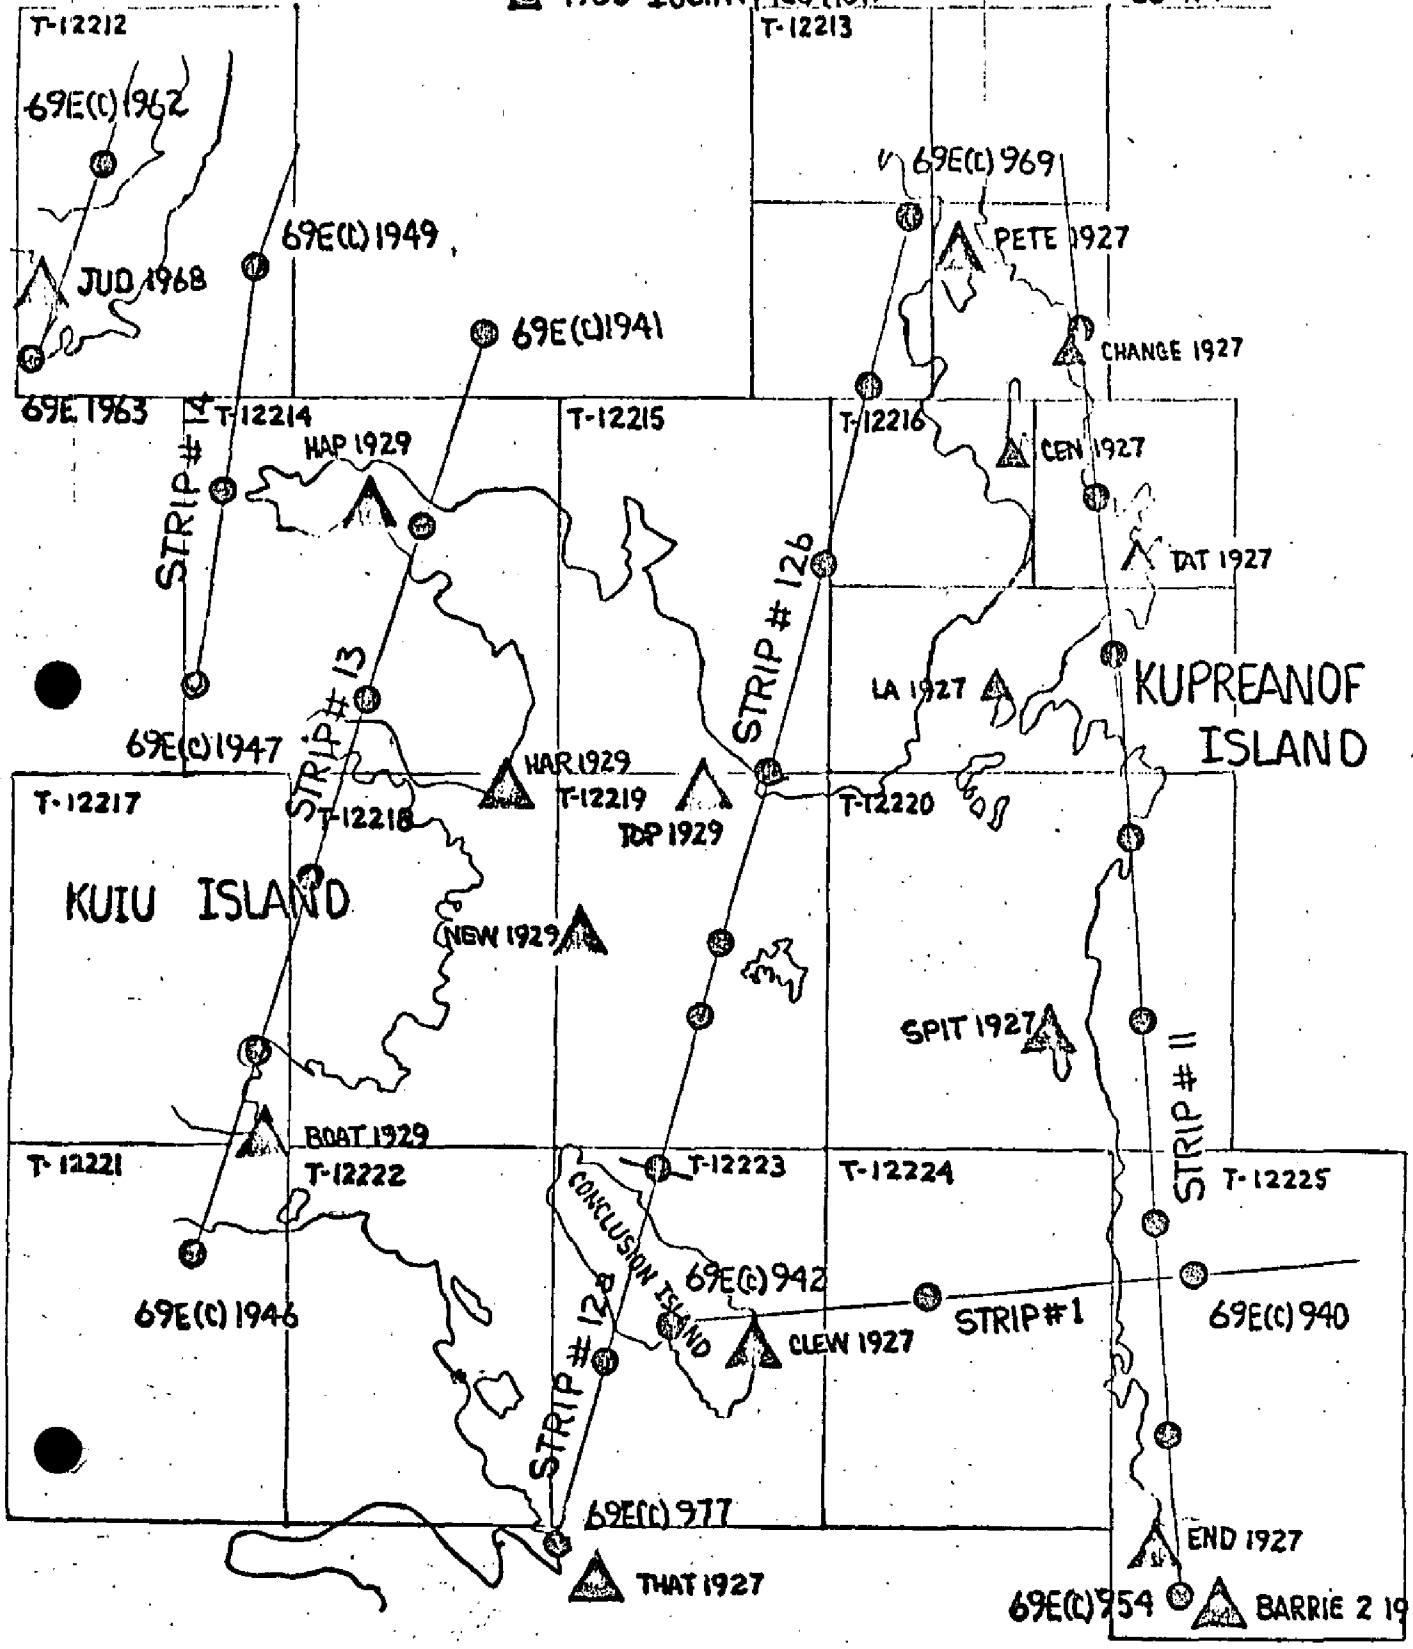 T-12212
T-12213
69E(C) 1962
69E(C) 969
69E(C) 1949
PETE 1927
JUD 1968
69E(C) 1941
CHANGE 1927
69E 1963
T-12214
T-12215
T-12216
HAP 1929
CEN 1927
STRIP # 14
TAT 1927
STRIP # 126
LA 1927
KUPREANOF
ISLAND
STRIP # 13
69E(C) 1947
HAR 1929
T-12217
T-12218
T-12219
T-12220
TOP 1929
KUIU ISLAND
NEW 1929
SPIT 1927
STRIP # 11
BOAT 1929
T-12221
T-12222
T-12223
T-12224
T-12225
CONCLUSION ISLAND
69E(C) 942
69E(C) 1946
STRIP #1
69E(C) 940
CLEW 1927
STRIP # 12a
69E(C) 977
END 1927
THAT 1927
69E(C) 954
BARRIE 2 19